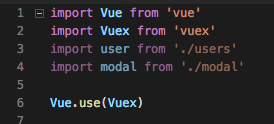 1 import Vue from 'vue'
2 import Vuex from 'vuex'
3 import user from './users'
4 import modal from './modal'
5
6 Vue.use(Vuex)
7